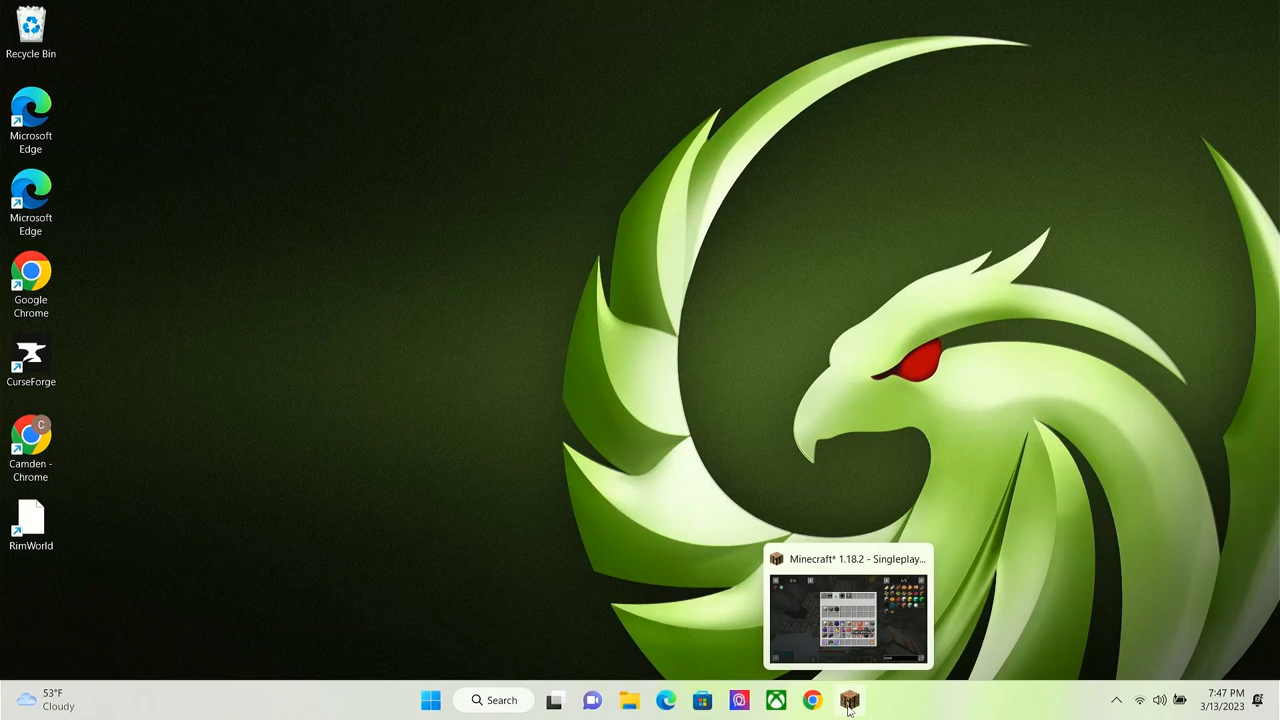 Recycle Bin
Microsoft
Edge
Microsoft
Edge
Google
Chrome
CurseForge
C
Camden -
Chrome
RimWorld
Minecraft* 1.18.2 - Singleplay...
53°F
Cloudy
Search
7:47 PM
3/13/2023